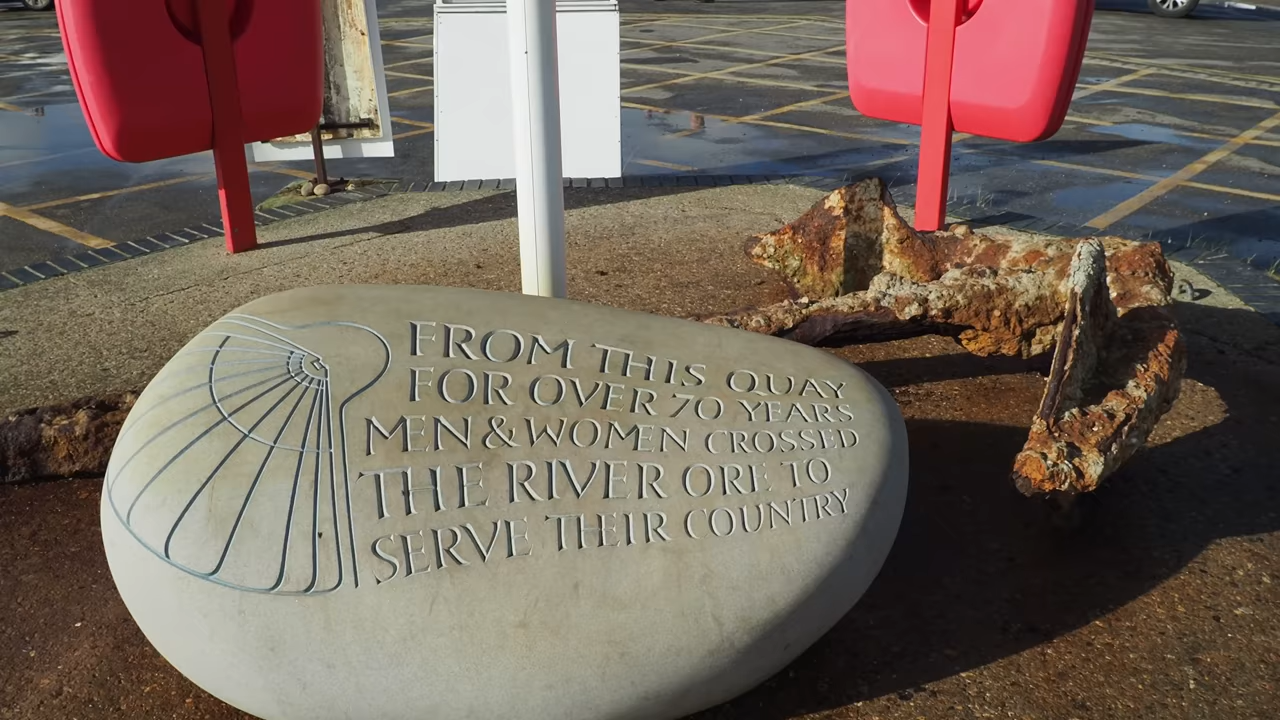 FROM THIS QUAY
FOR OVER 70 YEARS
MEN & WOMEN CROSSED
THE RIVER ORE TO
SERVE THEIR COUNTRY